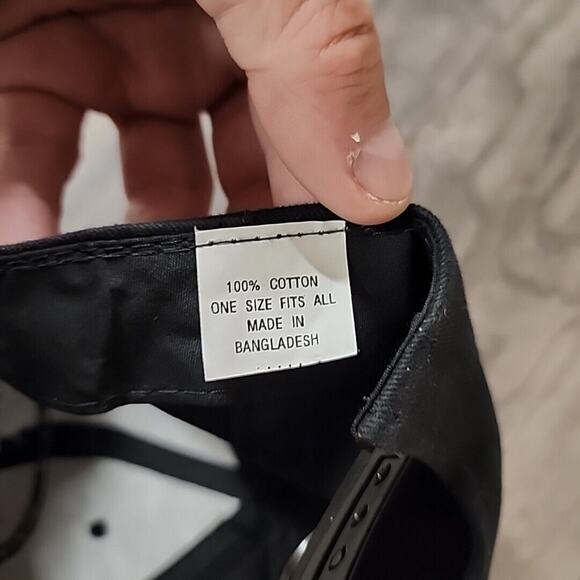 100% COTTON
ONE SIZE FITS ALL
MADE IN
BANGLADESH